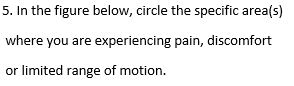 5. In the figure below, circle the specific area(s)
where you are experiencing pain, discomfort
or limited range of motion.